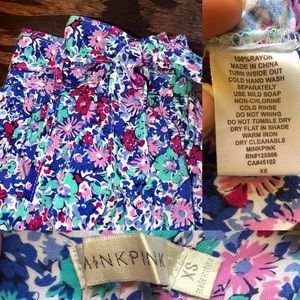 100%RAYON
MADE IN CHINA
TURN INSIDE OUT
COLD HAND WASH
SEPARATELY
USE MILD SOAP
NON-CHLORINE
COLD RINSE
DO NOT WRING
DO NOT TUMBLE DRY
DRY FLAT IN SHADE
WARM IRON
DRY CLEANABLE
MINKPINK
RN#125568
CA#45102
XS
MINKPINK
XS